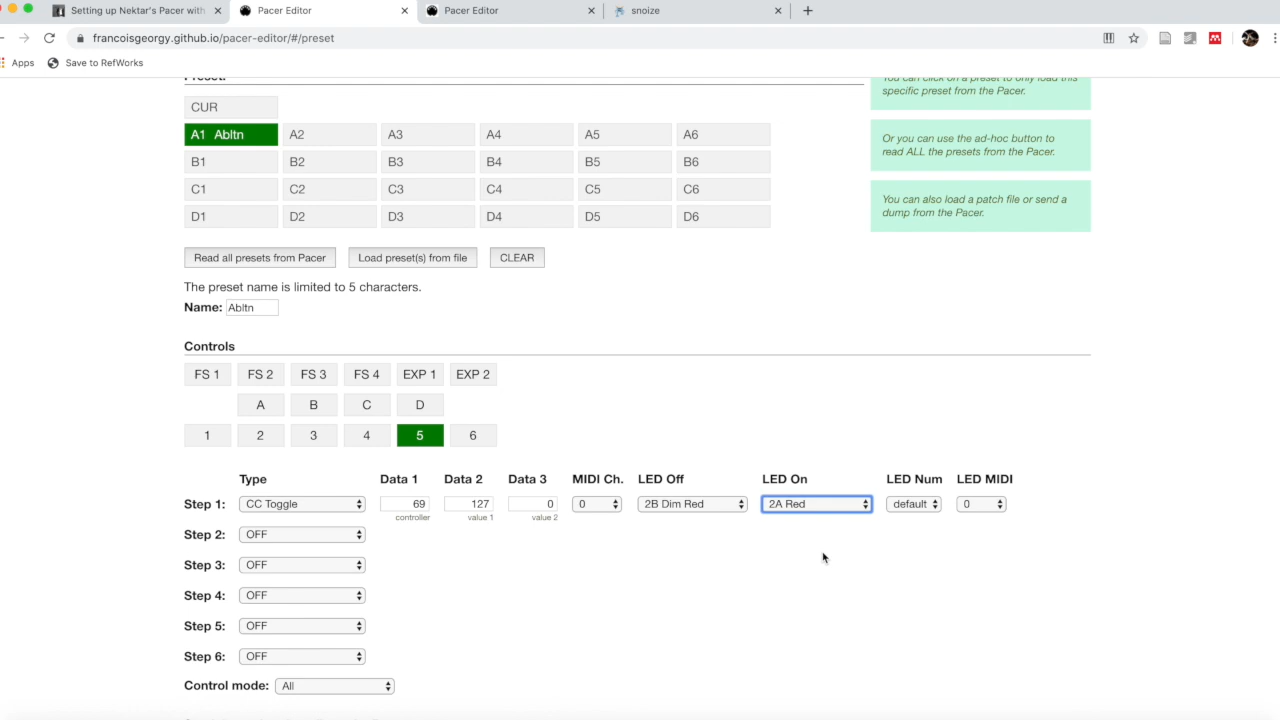 Setting up Nektar's Pacer with
Pacer Editor
Pacer Editor
snoize
francoisgeorgy.github.io/pacer-editor/#/preset
Apps
Save to RefWorks
Preset:
You can click on a preset to only load this
specific preset from the Pacer.
CUR
A1 Abltn A2 A3 A4 A5 A6
Or you can use the ad-hoc button to
read ALL the presets from the Pacer.
B1 B2 B3 B4 B5 B6
C1 C2 C3 C4 C5 C6
You can also load a patch file or send a
dump from the Pacer.
D1 D2 D3 D4 D5 D6
Read all presets from Pacer Load preset(s) from file CLEAR
The preset name is limited to 5 characters.
Name: Abltn
Controls
FS 1 FS 2 FS 3 FS 4 EXP 1 EXP 2
A B C D
1 2 3 4 5 6
Type Data 1 Data 2 Data 3 MIDI Ch. LED Off LED On LED Num LED MIDI
Step 1: CC Toggle 69 127 0 0 2B Dim Red 2A Red default 0
controller value 1 value 2
Step 2: OFF
Step 3: OFF
Step 4: OFF
Step 5: OFF
Step 6: OFF
Control mode: All